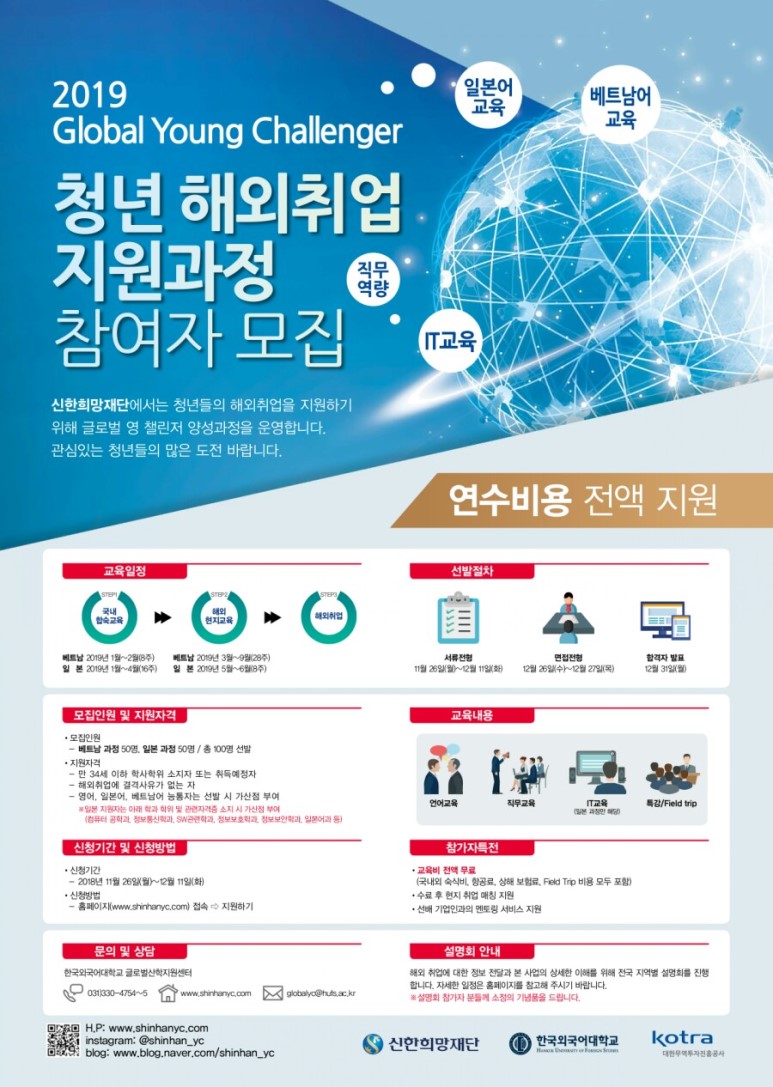 2019
Global Young Challenger
청년 해외취업
지원과정
참여자 모집
일본어
교육
베트남어
교육
직무
역량
IT교육
신한희망재단에서는 청년들의 해외취업을 지원하기
위해 글로벌 영 챌린저 양성과정을 운영합니다.
관심있는 청년들의 많은 도전 바랍니다.
연수비용 전액 지원
교육일정
STEP1
국내
합숙교육
STEP2
해외
현지교육
STEP3
해외취업
베트남 2019년 1월~2월(8주)
일 본 2019년 1월~4월(16주)
베트남 2019년 3월~9월(28주)
일 본 2019년 5월~6월(8주)
선발절차
서류전형
11월 26일(월)~12월 11일(화)
면접전형
12월 26일(수)~12월 27일(목)
합격자 발표
12월 31일(월)
모집인원 및 지원자격
• 모집인원
– 베트남 과정 50명, 일본 과정 50명 / 총 100명 선발
• 지원자격
– 만 34세 이하 학사학위 소지자 또는 취득예정자
– 해외취업에 결격사유가 없는 자
– 영어, 일본어, 베트남어 능통자는 선발 시 가산점 부여
※일본 지원자는 아래 학과 학위 및 관련자격증 소지 시 가산점 부여
(컴퓨터 공학과, 정보통신학과, SW관련학과, 정보보호학과, 정보보안학과, 일본어과 등)
교육내용
언어교육
직무교육
IT교육
(일본 과정만 해당)
특강/Field trip
신청기간 및 신청방법
• 신청기간
– 2018년 11월 26일(월)~12월 11일(화)
• 신청방법
– 홈페이지(www.shinhanyc.com) 접속 ⇨ 지원하기
참가자특전
• 교육비 전액 무료
(국내외 숙식비, 항공료, 상해 보험료, Field Trip 비용 모두 포함)
• 수료 후 현지 취업 매칭 지원
• 선배 기업인과의 멘토링 서비스 지원
문의 및 상담
한국외국어대학교 글로벌산학지원센터
031)330-4754~5
www.shinhanyc.com
globalyc@hufs.ac.kr
설명회 안내
해외 취업에 대한 정보 전달과 본 사업의 상세한 이해를 위해 전국 지역별 설명회를 진행
합니다. 자세한 일정은 홈페이지를 참고해 주시기 바랍니다.
※설명회 참가자 분들께 소정의 기념품을 드립니다.
H.P: www.shinhanyc.com
instagram: @shinhan_yc
blog: www.blog.naver.com/shinhan_yc
신한희망재단
한국외국어대학교
HANKUK UNIVERSITY OF FOREIGN STUDIES
kotra
대한무역투자진흥공사